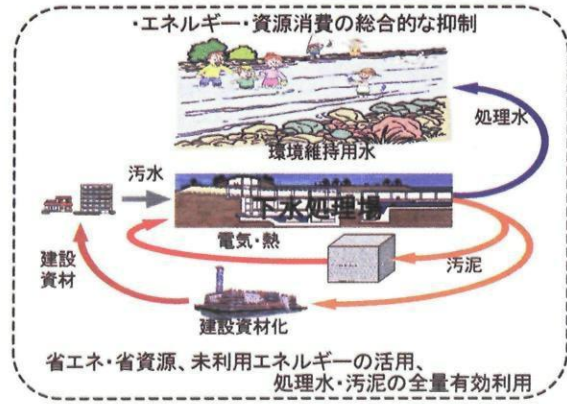 ・エネルギー・資源消費の総合的な抑制
処理水
環境維持用水
汚水
下水処理場
電気・熱
建設
資材
汚泥
建設資材化
省エネ・省資源、未利用エネルギーの活用、
処理水・汚泥の全量有効利用